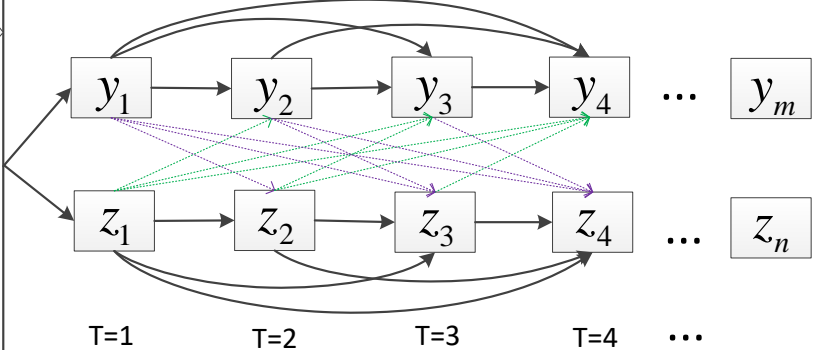 y1 y2 y3 y4 ... ym
z1 z2 z3 z4 ... zn
T=1 T=2 T=3 T=4 ...